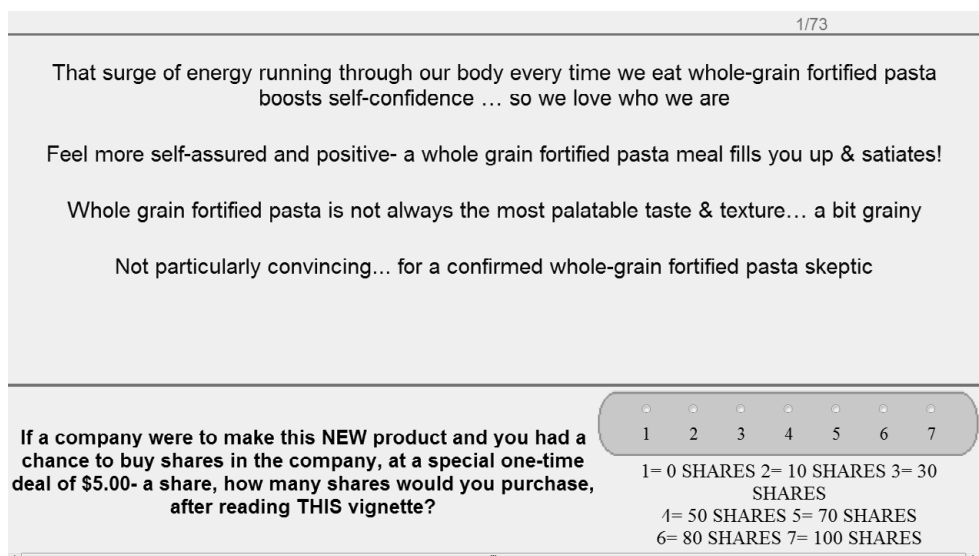 1/73
That surge of energy running through our body every time we eat whole-grain fortified pasta
boosts self-confidence … so we love who we are
Feel more self-assured and positive- a whole grain fortified pasta meal fills you up & satiates!
Whole grain fortified pasta is not always the most palatable taste & texture… a bit grainy
Not particularly convincing… for a confirmed whole-grain fortified pasta skeptic
If a company were to make this NEW product and you had a
chance to buy shares in the company, at a special one-time
deal of $5.00- a share, how many shares would you purchase,
after reading THIS vignette?
1 2 3 4 5 6 7
1= 0 SHARES 2= 10 SHARES 3= 30
SHARES
4= 50 SHARES 5= 70 SHARES
6= 80 SHARES 7= 100 SHARES